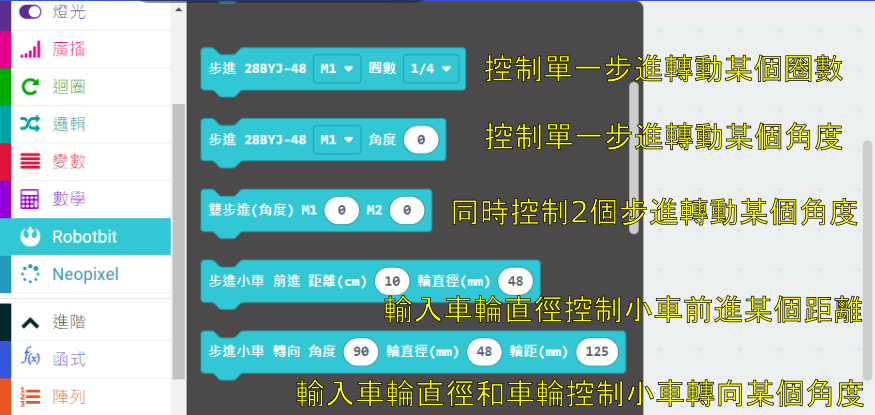 燈光
廣播
迴圈
邏輯
變數
數學
Robotbit
Neopixel
進階
f(x) 函式
陣列
步進 28BYJ-48 M1 圈數 1/4
控制單一步進轉動某個圈數
步進 28BYJ-48 M1 角度 0
控制單一步進轉動某個角度
雙步進(角度) M1 0 M2 0
同時控制2個步進轉動某個角度
步進小車 前進 距離(cm) 10 輪直徑(mm) 48
輸入車輪直徑控制小車前進某個距離
步進小車 轉向 角度 90 輪直徑(mm) 48 輪距(mm) 125
輸入車輪直徑和車輪控制小車轉向某個角度